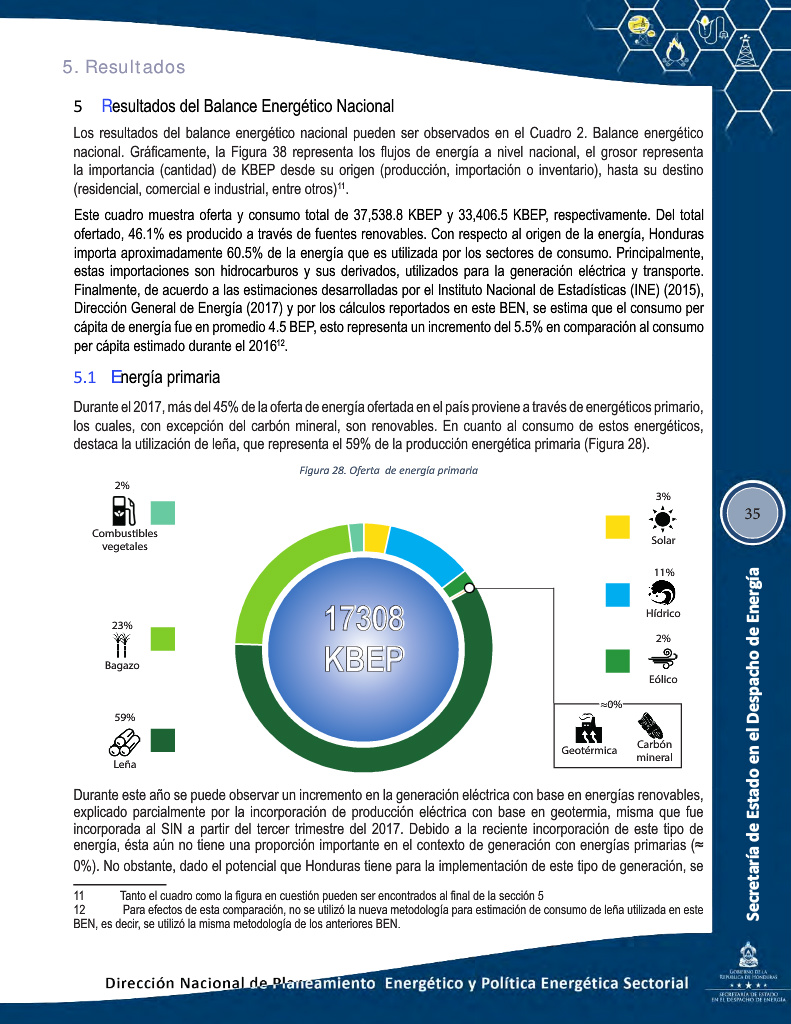 5. Resultados
5 Resultados del Balance Energético Nacional
Los resultados del balance energético nacional pueden ser observados en el Cuadro 2. Balance energético
nacional. Gráficamente, la Figura 38 representa los flujos de energía a nivel nacional, el grosor representa
la importancia (cantidad) de KBEP desde su origen (producción, importación o inventario), hasta su destino
(residencial, comercial e industrial, entre otros)¹¹.
Este cuadro muestra oferta y consumo total de 37,538.8 KBEP y 33,406.5 KBEP, respectivamente. Del total
ofertado, 46.1% es producido a través de fuentes renovables. Con respecto al origen de la energía, Honduras
importa aproximadamente 60.5% de la energía que es utilizada por los sectores de consumo. Principalmente,
estas importaciones son hidrocarburos y sus derivados, utilizados para la generación eléctrica y transporte.
Finalmente, de acuerdo a las estimaciones desarrolladas por el Instituto Nacional de Estadísticas (INE) (2015),
Dirección General de Energía (2017) y por los cálculos reportados en este BEN, se estima que el consumo per
cápita de energía fue en promedio 4.5 BEP, esto representa un incremento del 5.5% en comparación al consumo
per cápita estimado durante el 2016¹².
5.1 Energía primaria
Durante el 2017, más del 45% de la oferta de energía ofertada en el país proviene a través de energéticos primario,
los cuales, con excepción del carbón mineral, son renovables. En cuanto al consumo de estos energéticos,
destaca la utilización de leña, que representa el 59% de la producción energética primaria (Figura 28).
Figura 28. Oferta de energía primaria
2%
Combustibles
vegetales
23%
Bagazo
59%
Leña
17308
KBEP
3%
Solar
11%
Hídrico
2%
Eólico
≈0%
Geotérmica
Carbón
mineral
Durante este año se puede observar un incremento en la generación eléctrica con base en energías renovables,
explicado parcialmente por la incorporación de producción eléctrica con base en geotermia, misma que fue
incorporada al SIN a partir del tercer trimestre del 2017. Debido a la reciente incorporación de este tipo de
energía, ésta aún no tiene una proporción importante en el contexto de generación con energías primarias (≈
0%). No obstante, dado el potencial que Honduras tiene para la implementación de este tipo de generación, se
11 Tanto el cuadro como la figura en cuestión pueden ser encontrados al final de la sección 5
12 Para efectos de esta comparación, no se utilizó la nueva metodología para estimación de consumo de leña utilizada en este
BEN, es decir, se utilizó la misma metodología de los anteriores BEN.
Dirección Nacional de Planeamiento Energético y Política Energética Sectorial
35
Secretaría de Estado en el Despacho de Energía
GOBIERNO DE LA
REPÚBLICA DE HONDURAS
SECRETARÍA DE ESTADO
EN EL DESPACHO DE ENERGÍA